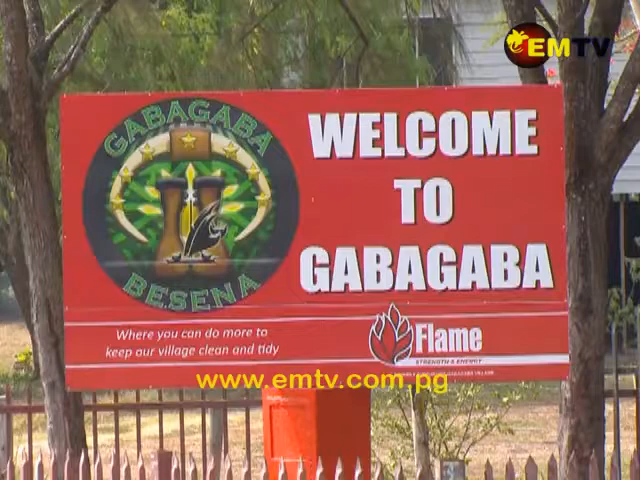 EMTV
GABAGABA
BESENA
WELCOME
TO
GABAGABA
Where you can do more to
keep our village clean and tidy
Flame
STRENGTH & ENERGY
www.emtv.com.pg